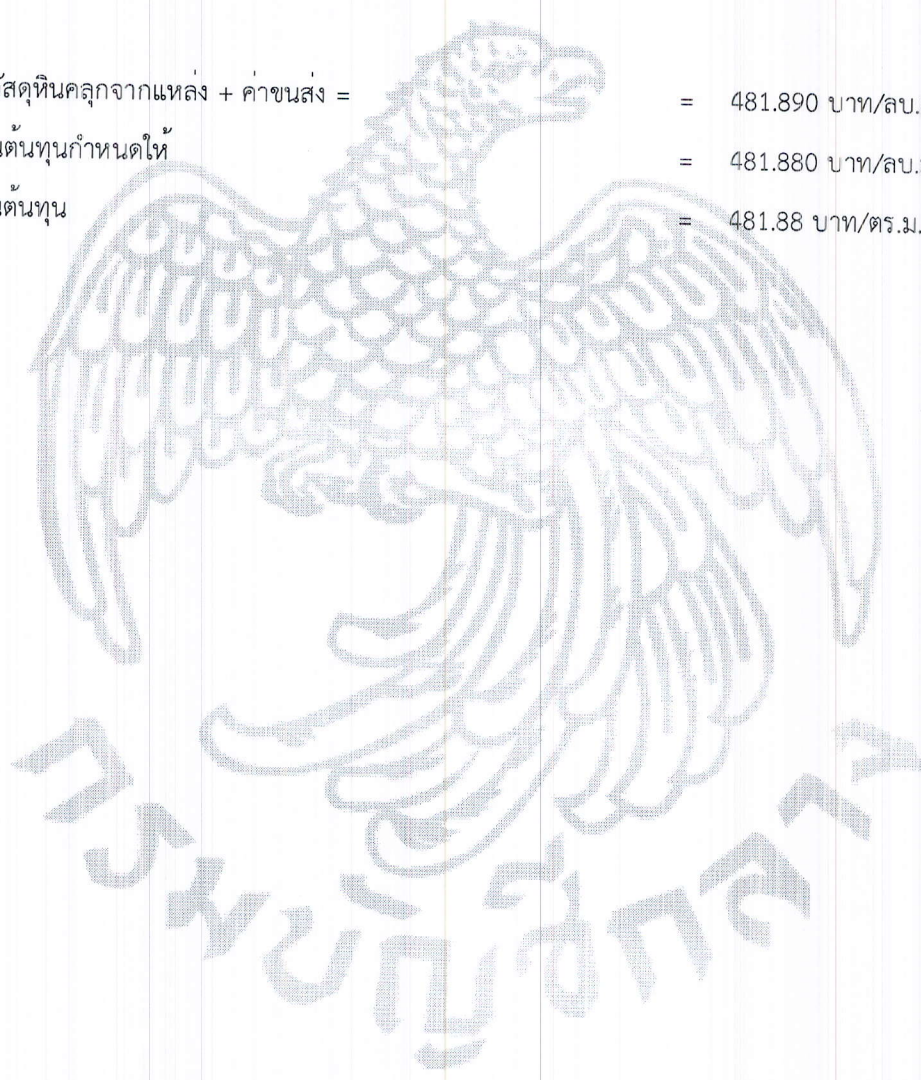 วัสดุหินคลุกจากแหล่ง + ค่าขนส่ง = = 481.890 บาท/ลบ.
ต้นทุนกำหนดให้ = 481.880 บาท/ลบ.
ต้นทุน = 481.88 บาท/ตร.ม.
กรมบัญชีกลาง